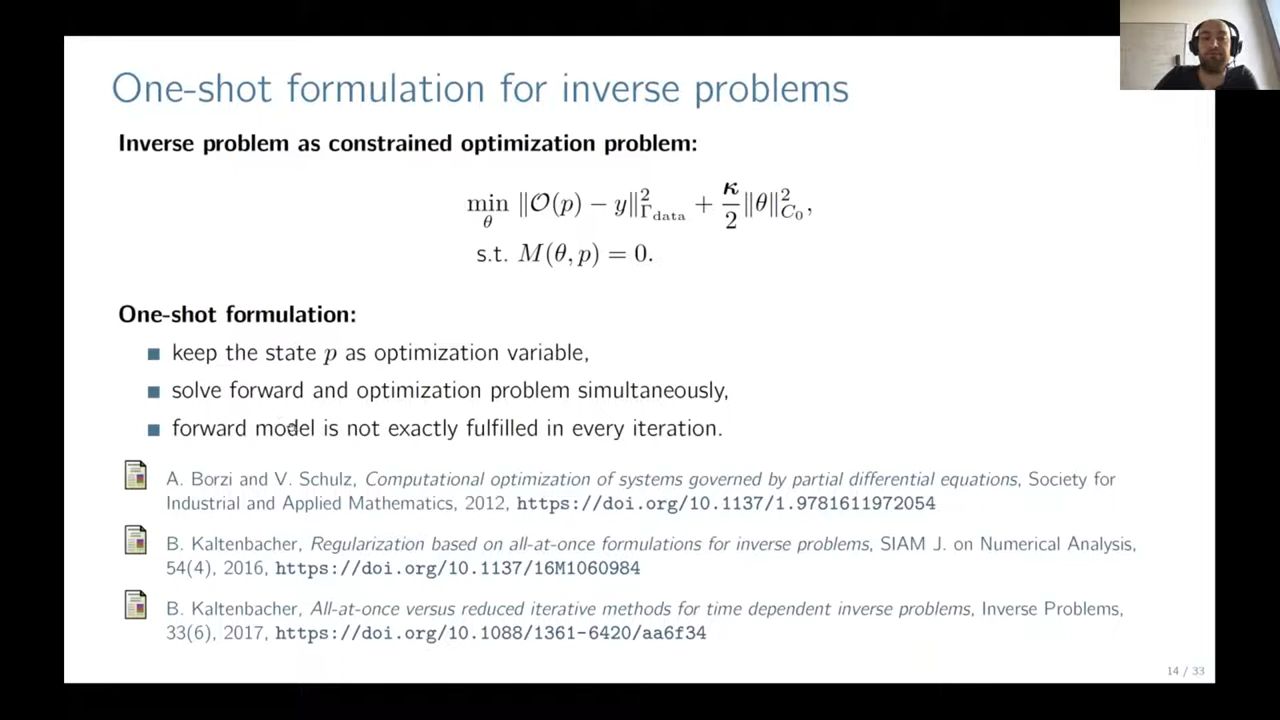 One-shot formulation for inverse problems
Inverse problem as constrained optimization problem:
min_θ ‖𝒪(p) − y‖²_{Γ_data} + κ/2 ‖θ‖²_{C₀},
s.t. M(θ, p) = 0.
One-shot formulation:
keep the state p as optimization variable,
solve forward and optimization problem simultaneously,
forward model is not exactly fulfilled in every iteration.
A. Borzi and V. Schulz, Computational optimization of systems governed by partial differential equations, Society for
Industrial and Applied Mathematics, 2012, https://doi.org/10.1137/1.9781611972054
B. Kaltenbacher, Regularization based on all-at-once formulations for inverse problems, SIAM J. on Numerical Analysis,
54(4), 2016, https://doi.org/10.1137/16M1060984
B. Kaltenbacher, All-at-once versus reduced iterative methods for time dependent inverse problems, Inverse Problems,
33(6), 2017, https://doi.org/10.1088/1361-6420/aa6f34
14 / 33